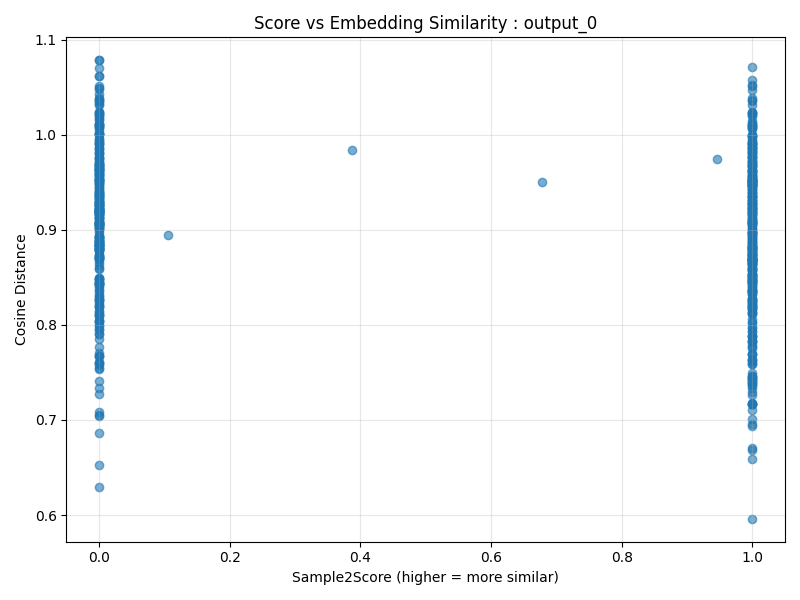 Score vs Embedding Similarity : output_0
Cosine Distance
1.1
1.0
0.9
0.8
0.7
0.6
0.0 0.2 0.4 0.6 0.8 1.0
Sample2Score (higher = more similar)